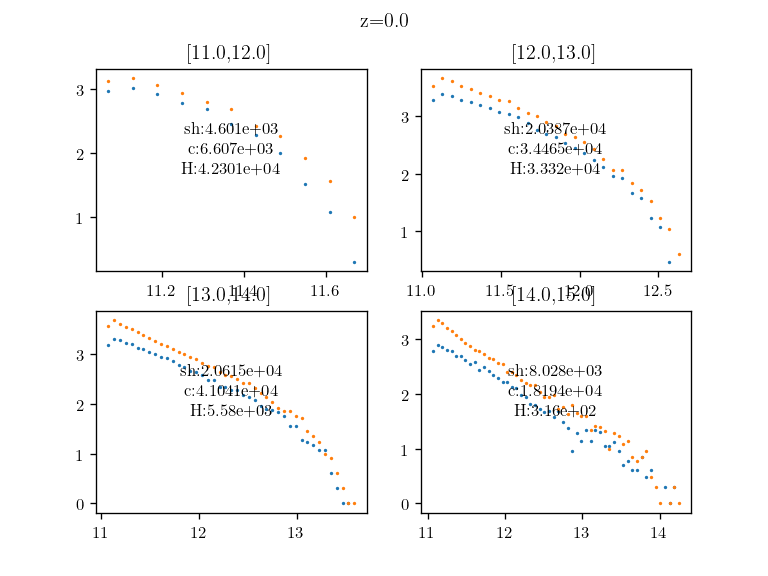 z=0.0
[11.0,12.0]
3
2
1
sh:4.601e+03
c:6.607e+03
H:4.2301e+04
11.2
11.4
11.6
[12.0,13.0]
3
2
1
sh:2.0387e+04
c:3.4465e+04
H:3.332e+04
11.0
11.5
12.0
12.5
[13.0,14.0]
3
2
1
0
sh:2.0615e+04
c:4.1041e+04
H:5.58e+03
11
12
13
[14.0,15.0]
3
2
1
0
sh:8.028e+03
c:1.8194e+04
H:3.16e+02
11
12
13
14